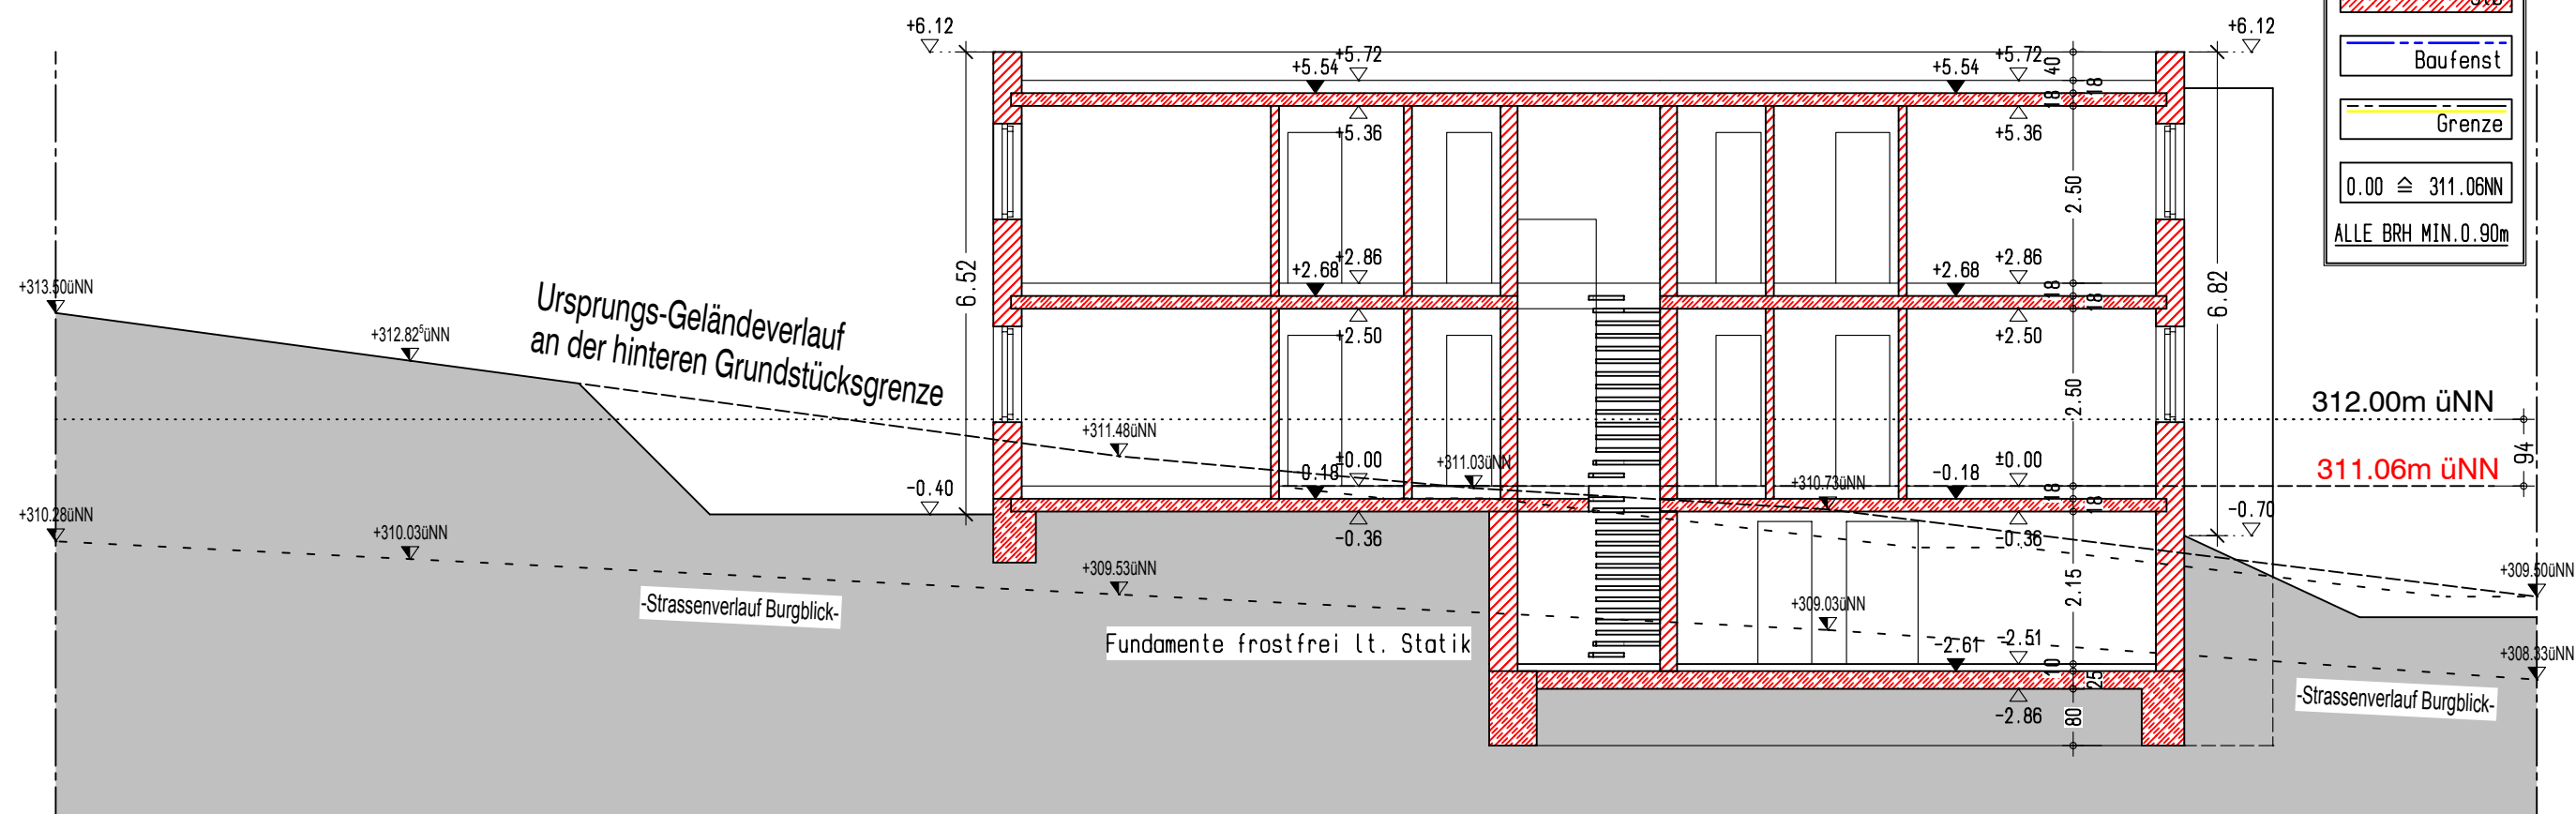 +6.12
+5.72
+5.54
+5.36
+5.54
+5.72
40
18
18
+5.36
+6.12
Baufenst
Grenze
0.00 ≙ 311.06NN
ALLE BRH MIN.0.90m
2.50
6.52
+2.86
+2.68
+2.50
+2.68
+2.86
18
18
+2.50
6.82
+313.50üNN
+312.82⁵üNN
Ursprungs-Geländeverlauf
an der hinteren Grundstücksgrenze
2.50
312.00m üNN
94
311.06m üNN
+311.48üNN
-0.40
-0.18
±0.00
+311.03üNN
+310.73üNN
-0.18
±0.00
18
18
-0.70
-0.36
-0.36
+310.28üNN
+310.03üNN
+309.53üNN
+309.03üNN
2.15
+309.50üNN
-Strassenverlauf Burgblick-
Fundamente frostfrei lt. Statik
-2.61
-2.51
10
25
-2.86
80
+308.33üNN
-Strassenverlauf Burgblick-